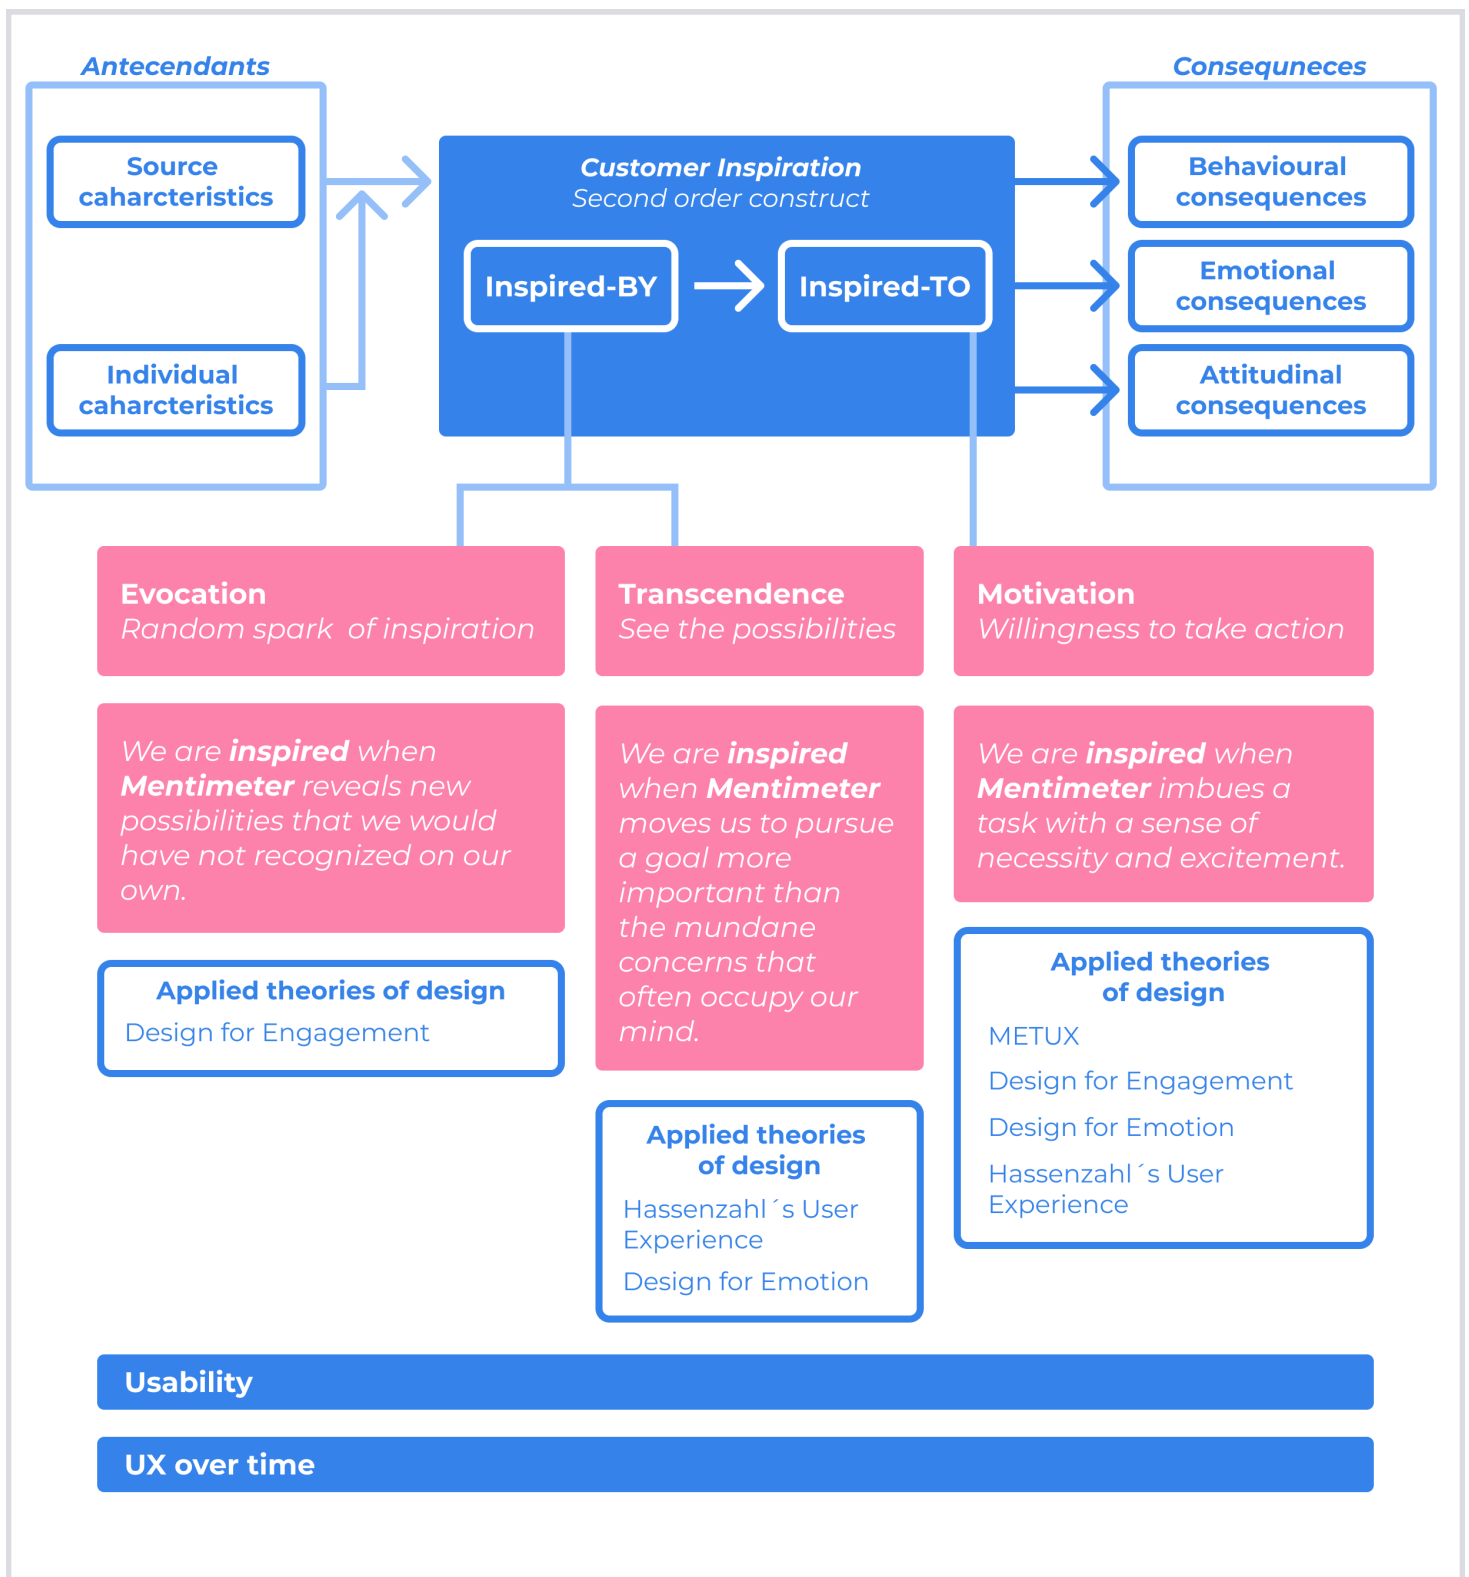 Antecendants
Source
caharcteristics
Individual
caharcteristics
Customer Inspiration
Second order construct
Inspired-BY
Inspired-TO
Consequneces
Behavioural
consequences
Emotional
consequences
Attitudinal
consequences
Evocation
Random spark of inspiration
We are inspired when
Mentimeter reveals new
possibilities that we would
have not recognized on our
own.
Applied theories of design
Design for Engagement
Transcendence
See the possibilities
We are inspired
when Mentimeter
moves us to pursue
a goal more
important than
the mundane
concerns that
often occupy our
mind.
Applied theories
of design
Hassenzahl´s User
Experience
Design for Emotion
Motivation
Willingness to take action
We are inspired when
Mentimeter imbues a
task with a sense of
necessity and excitement.
Applied theories
of design
METUX
Design for Engagement
Design for Emotion
Hassenzahl´s User
Experience
Usability
UX over time